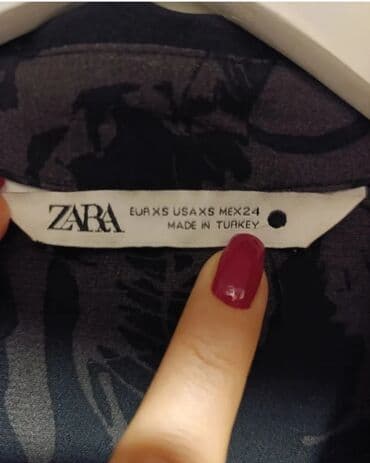 ZARA
EUR XS USA XS MEX 24
MADE IN TURKEY